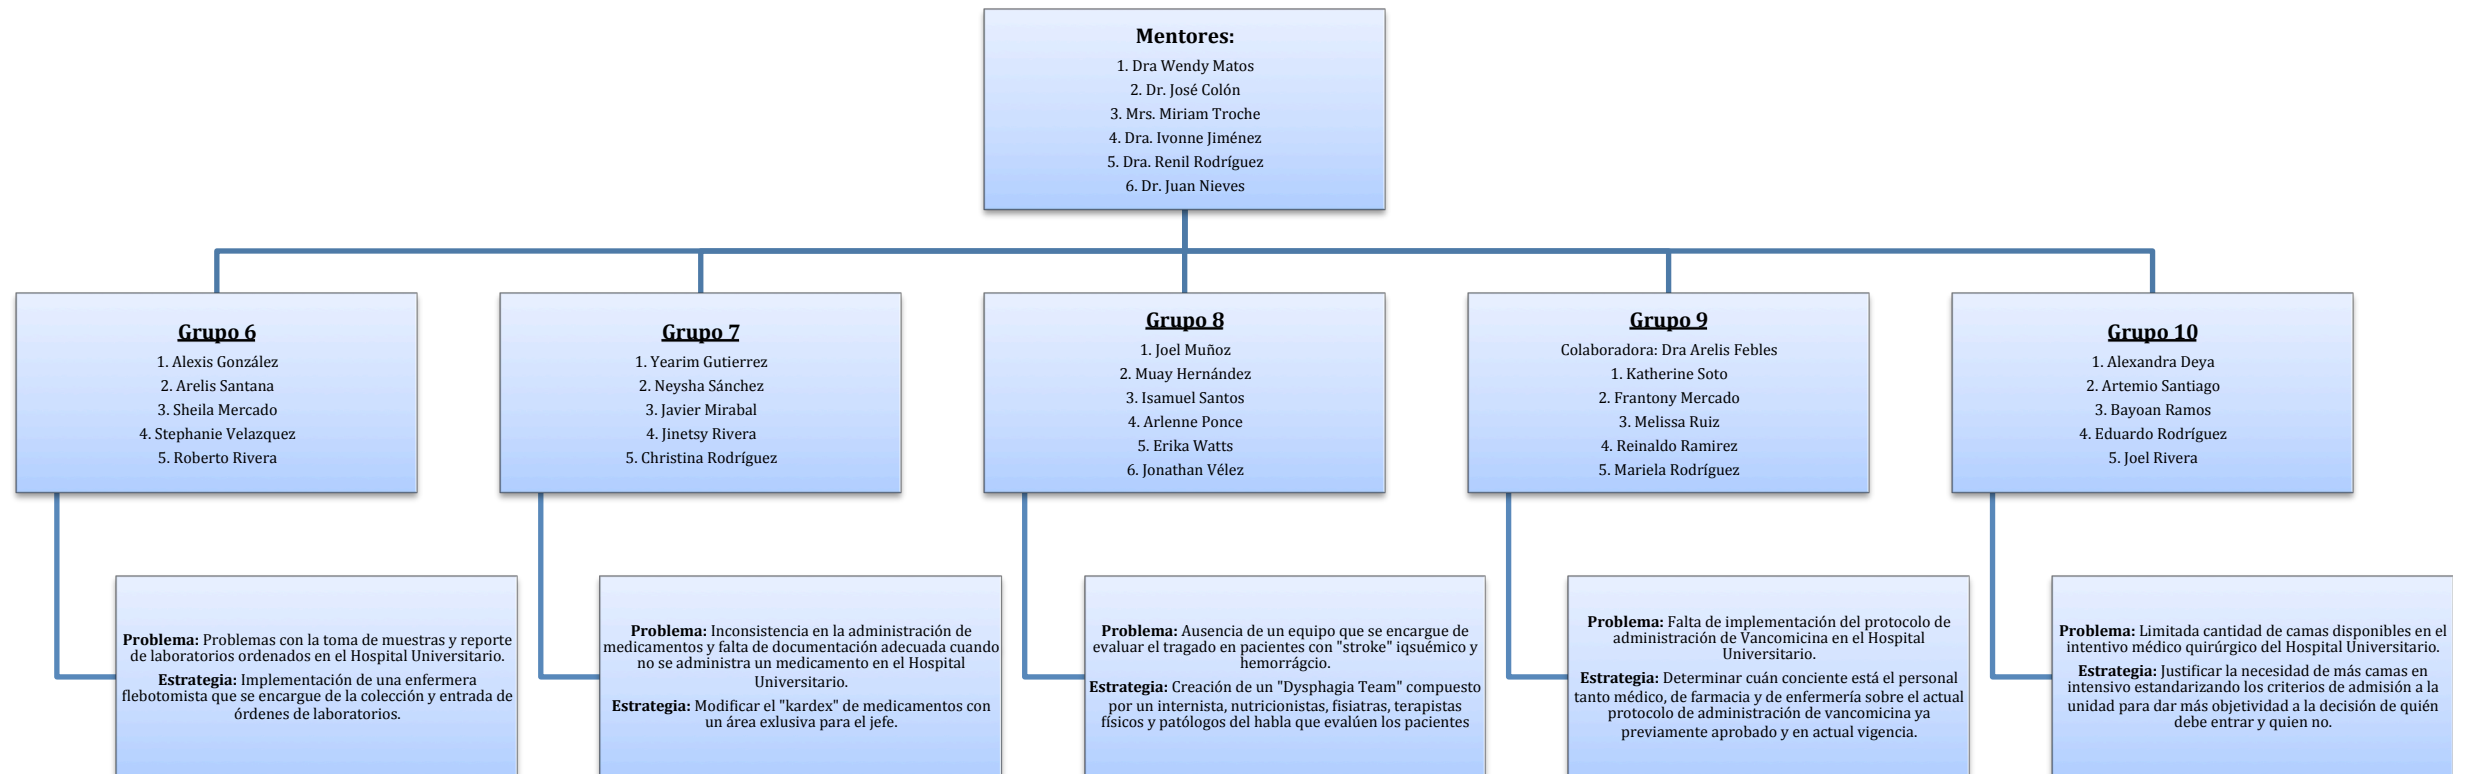 Mentores:
1. Dra Wendy Matos
2. Dr. José Colón
3. Mrs. Miriam Troche
4. Dra. Ivonne Jiménez
5. Dra. Renil Rodríguez
6. Dr. Juan Nieves
Grupo 6
1. Alexis González
2. Arelis Santana
3. Sheila Mercado
4. Stephanie Velazquez
5. Roberto Rivera
Grupo 7
1. Yearim Gutierrez
2. Neysha Sánchez
3. Javier Mirabal
4. Jinetsy Rivera
5. Christina Rodríguez
Grupo 8
1. Joel Muñoz
2. Muay Hernández
3. Isamuel Santos
4. Arlenne Ponce
5. Erika Watts
6. Jonathan Vélez
Grupo 9
Colaboradora: Dra Arelis Febles
1. Katherine Soto
2. Frantony Mercado
3. Melissa Ruiz
4. Reinaldo Ramirez
5. Mariela Rodríguez
Grupo 10
1. Alexandra Deya
2. Artemio Santiago
3. Bayoan Ramos
4. Eduardo Rodríguez
5. Joel Rivera
Problema: Problemas con la toma de muestras y reporte
de laboratorios ordenados en el Hospital Universitario.
Estrategia: Implementación de una enfermera
flebotomista que se encargue de la colección y entrada de
órdenes de laboratorios.
Problema: Inconsistencia en la administración de
medicamentos y falta de documentación adecuada cuando
no se administra un medicamento en el Hospital
Universitario.
Estrategia: Modificar el "kardex" de medicamentos con
un área exlusiva para el jefe.
Problema: Ausencia de un equipo que se encargue de
evaluar el tragado en pacientes con "stroke" iqsuémico y
hemorrágcio.
Estrategia: Creación de un "Dysphagia Team" compuesto
por un internista, nutricionistas, fisiatras, terapistas
físicos y patólogos del habla que evalúen los pacientes
Problema: Falta de implementación del protocolo de
administración de Vancomicina en el Hospital
Universitario.
Estrategia: Determinar cuán conciente está el personal
tanto médico, de farmacia y de enfermería sobre el actual
protocolo de administración de vancomicina ya
previamente aprobado y en actual vigencia.
Problema: Limitada cantidad de camas disponibles en el
intentivo médico quirúrgico del Hospital Universitario.
Estrategia: Justificar la necesidad de más camas en
intensivo estandarizando los criterios de admisión a la
unidad para dar más objetividad a la decisión de quién
debe entrar y quien no.